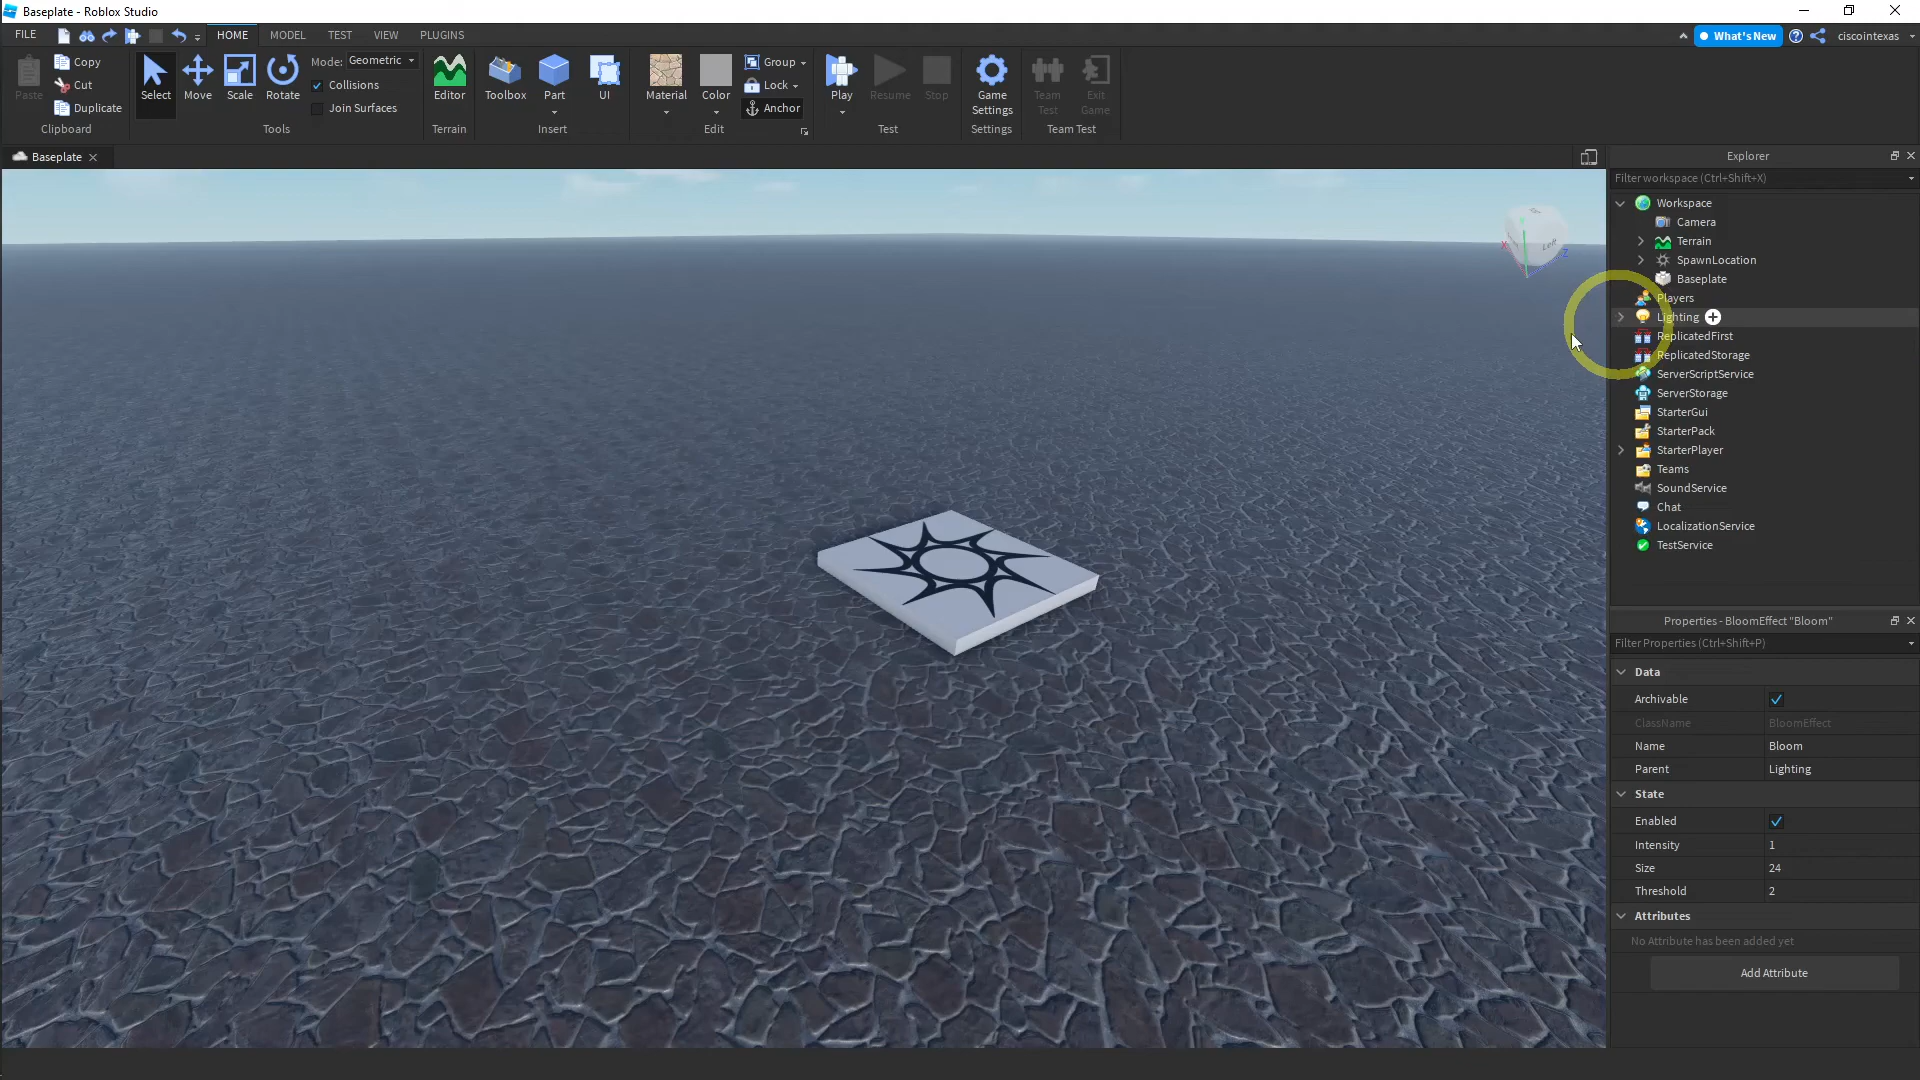 Baseplate - Roblox Studio
FILE
HOME
MODEL
TEST
VIEW
PLUGINS
What's New
ciscointexas
Paste
Copy
Cut
Duplicate
Clipboard
Select
Move
Scale
Rotate
Mode: Geometric
Collisions
Join Surfaces
Tools
Editor
Terrain
Toolbox
Part
UI
Insert
Material
Color
Group
Lock
Anchor
Edit
Play
Resume
Stop
Test
Game
Settings
Settings
Team
Test
Exit
Game
Team Test
Baseplate
Explorer
Filter workspace (Ctrl+Shift+X)
Workspace
Camera
Terrain
SpawnLocation
Baseplate
Players
Lighting
ReplicatedFirst
ReplicatedStorage
ServerScriptService
ServerStorage
StarterGui
StarterPack
StarterPlayer
Teams
SoundService
Chat
LocalizationService
TestService
X
Left
Z
Properties - BloomEffect "Bloom"
Filter Properties (Ctrl+Shift+P)
Data
Archivable
ClassName BloomEffect
Name Bloom
Parent Lighting
State
Enabled
Intensity 1
Size 24
Threshold 2
Attributes
No Attribute has been added yet
Add Attribute